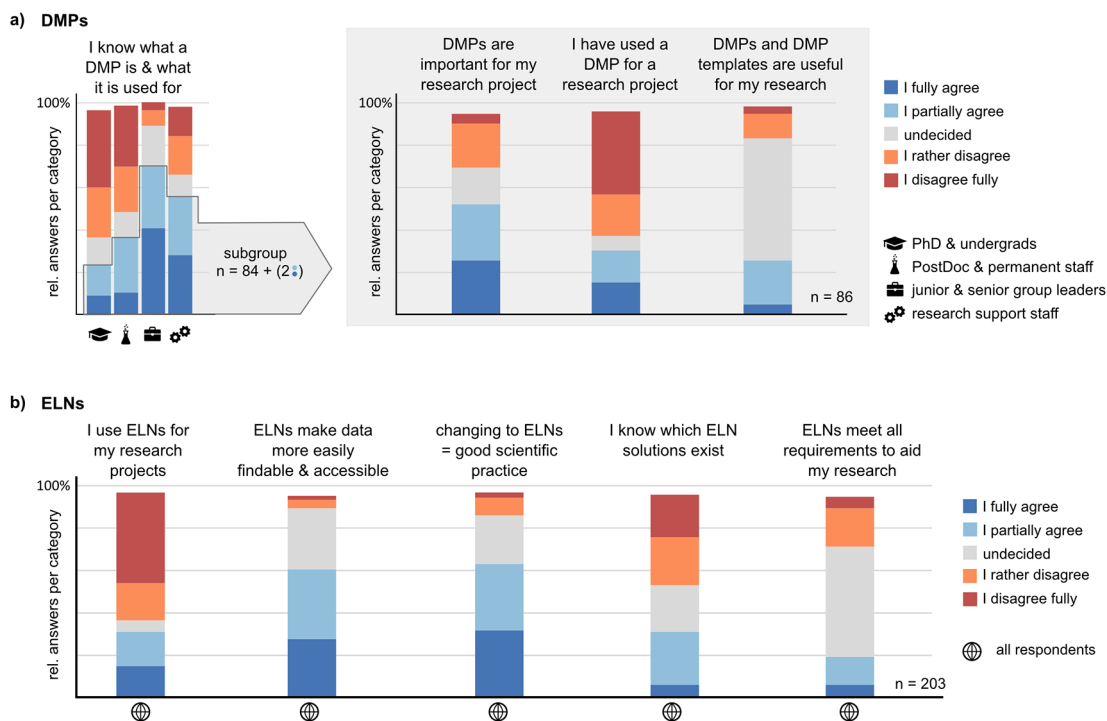 a) DMPs
I know what a
DMP is & what
it is used for
100%
rel. answers per category
subgroup
n = 84 + (2 )
DMPs are
important for my
research project
I have used a
DMP for a
research project
DMPs and DMP
templates are useful
for my research
100%
rel. answers per category
n = 86
I fully agree
I partially agree
undecided
I rather disagree
I disagree fully
PhD & undergrads
PostDoc & permanent staff
junior & senior group leaders
research support staff
b) ELNs
I use ELNs for
my research
projects
ELNs make data
more easily
findable & accessible
changing to ELNs
= good scientific
practice
I know which ELN
solutions exist
ELNs meet all
requirements to aid
my research
100%
rel. answers per category
n = 203
I fully agree
I partially agree
undecided
I rather disagree
I disagree fully
all respondents